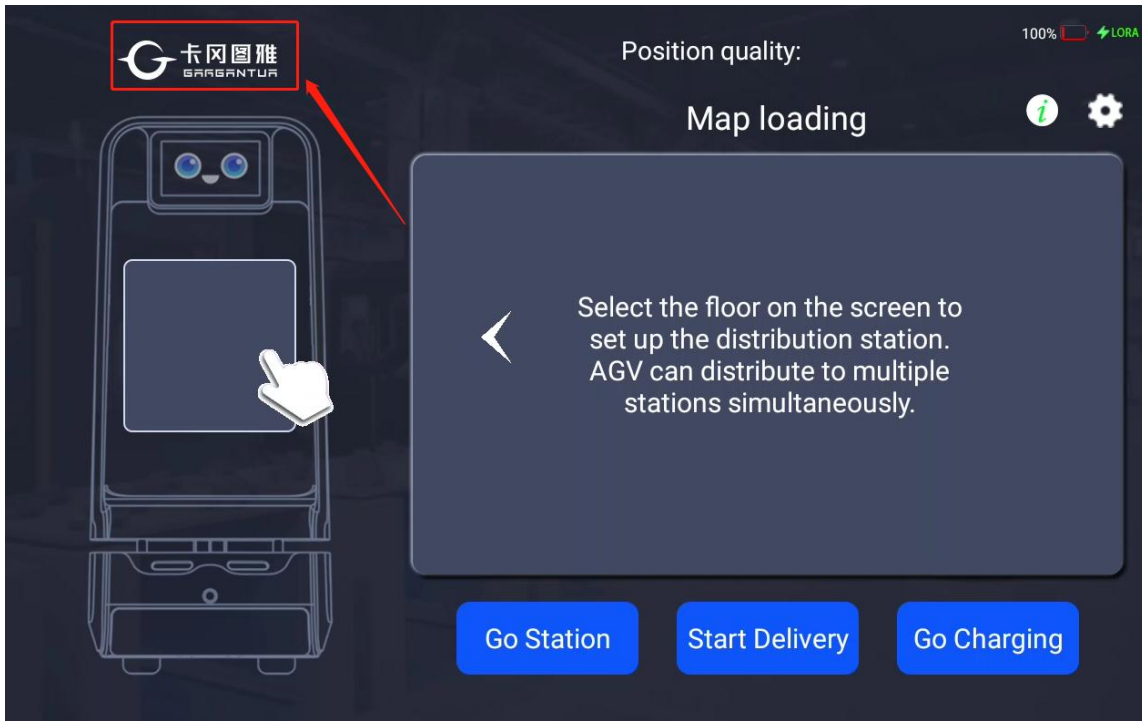 卡冈图雅
GARGANTUA
Position quality:
100%
LORA
Map loading
i
Select the floor on the screen to
set up the distribution station.
AGV can distribute to multiple
stations simultaneously.
Go Station
Start Delivery
Go Charging